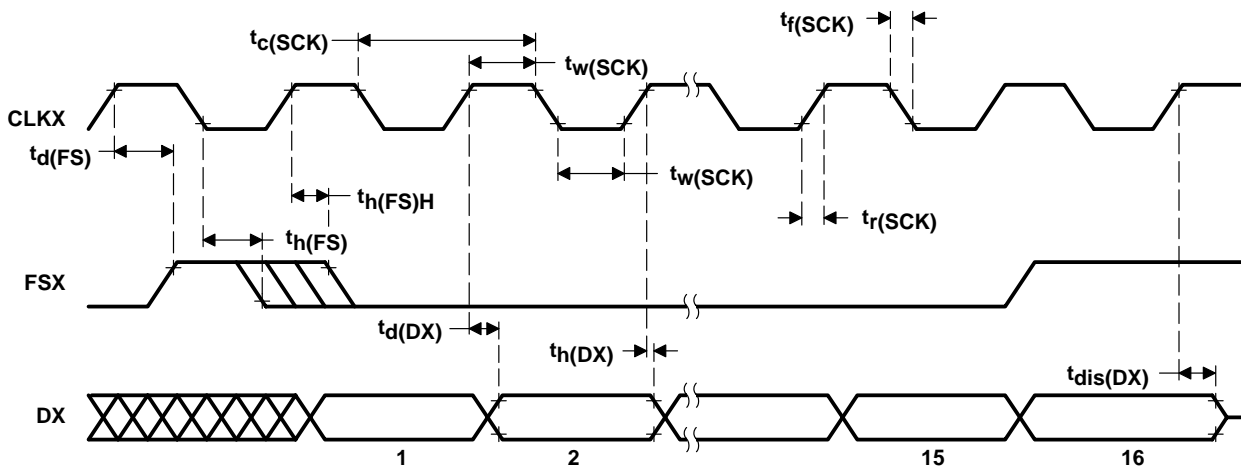 tc(SCK)
tf(SCK)
tw(SCK)
CLKX
td(FS)
tw(SCK)
th(FS)H
tr(SCK)
th(FS)
FSX
td(DX)
th(DX)
tdis(DX)
DX
1 2 15 16